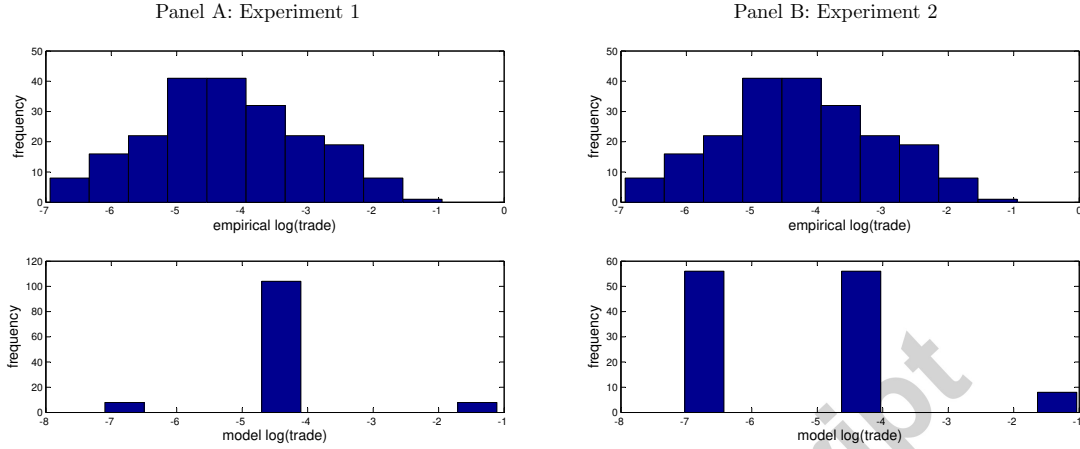 Panel A: Experiment 1
50
40
30
20
10
0
frequency
-7 -6 -5 -4 -3 -2 -1 0
empirical log(trade)
120
100
80
60
40
20
0
frequency
-8 -7 -6 -5 -4 -3 -2 -1
model log(trade)
Panel B: Experiment 2
50
40
30
20
10
0
frequency
-7 -6 -5 -4 -3 -2 -1 0
empirical log(trade)
60
50
40
30
20
10
0
frequency
-8 -7 -6 -5 -4 -3 -2 -1
model log(trade)
ript